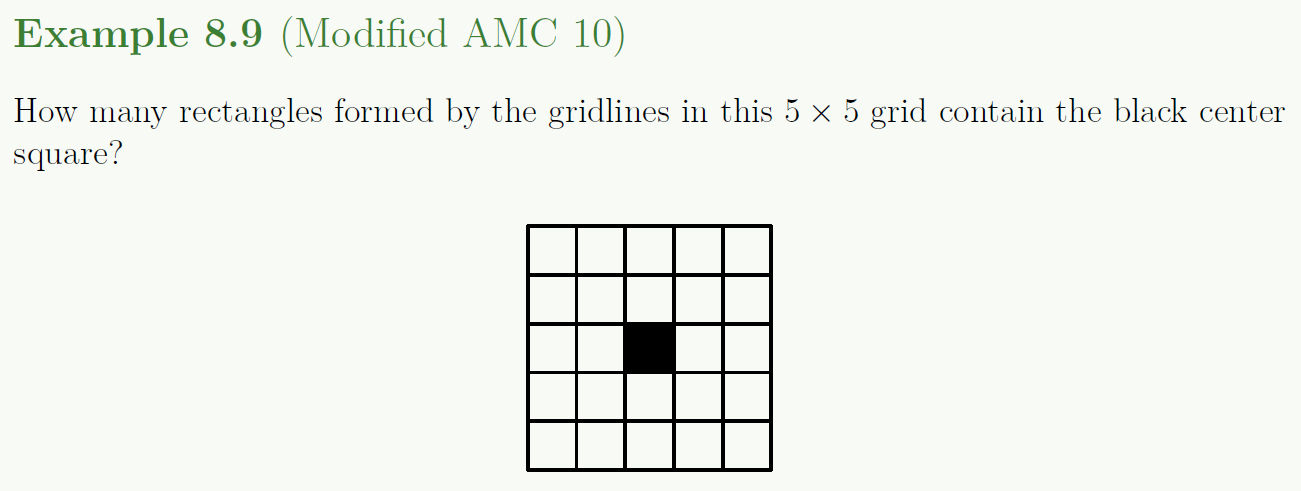 Example 8.9 (Modified AMC 10)
How many rectangles formed by the gridlines in this 5 × 5 grid contain the black center
square?